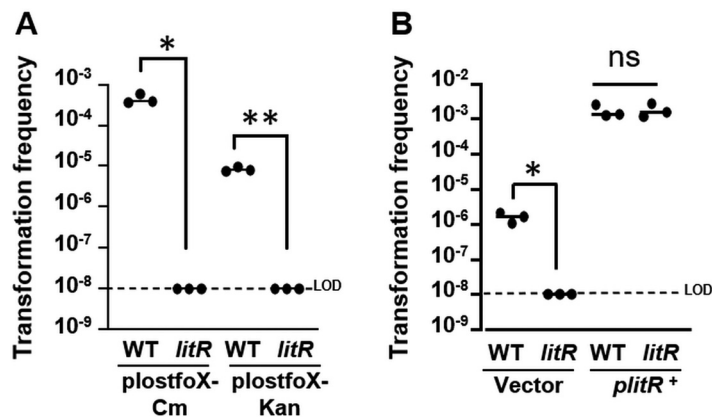 A
Transformation frequency
10-3
10-4
10-5
10-6
10-7
10-8
10-9
*
**
LOD
WT litR WT litR
plostfoX- plostfoX-
Cm Kan
B
Transformation frequency
10-2
10-3
10-4
10-5
10-6
10-7
10-8
10-9
*
ns
LOD
WT litR WT litR
Vector plitR +